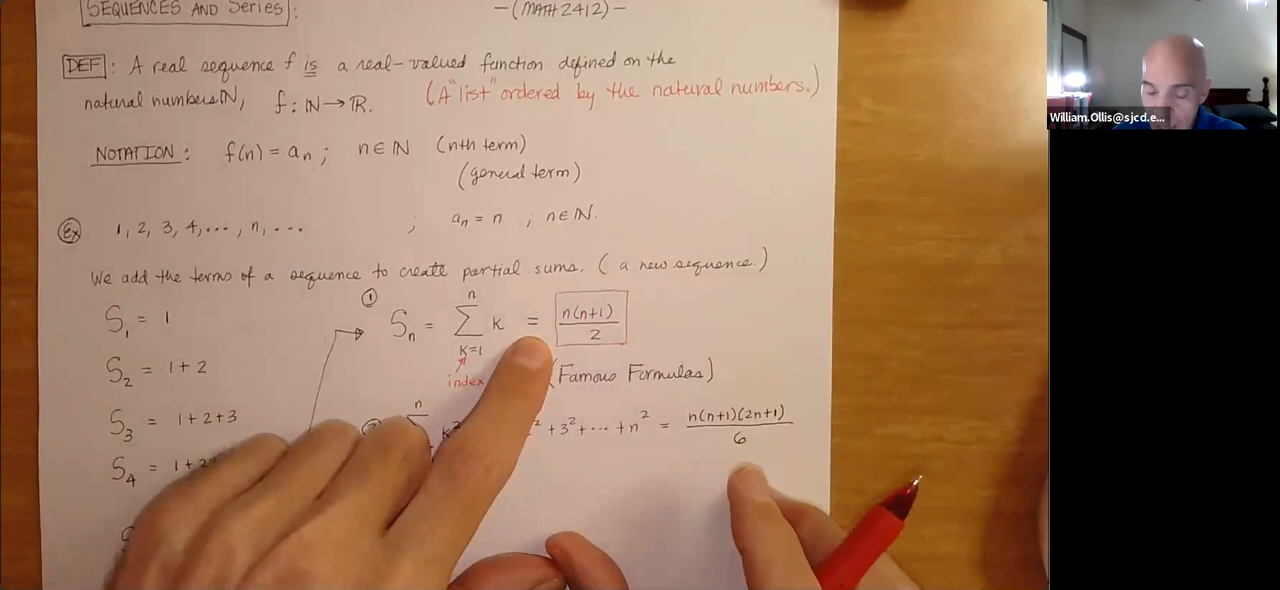 SEQUENCES AND Series :
-(MATH 2412)-
DEF : A real sequence f is a real-valued function defined on the
natural numbers ℕ, f : ℕ → ℝ. (A "list" ordered by the natural numbers.)
NOTATION : f(n) = aₙ ; n ∈ ℕ (nth term)
(general term)
Ex 1, 2, 3, 4, ... , n, ... ; aₙ = n ; n ∈ ℕ.
We add the terms of a sequence to create partial sums. ( a new sequence )
S₁ = 1
① Sₙ = n ∑ K=1 K = n(n+1) / 2
index
S₂ = 1 + 2
(Famous Formulas)
S₃ = 1 + 2 + 3
n K² ² + 3² + ... + n² = n(n+1)(2n+1) / 6
S₄ = 1 + 2
William.Ollis@sjcd.e...